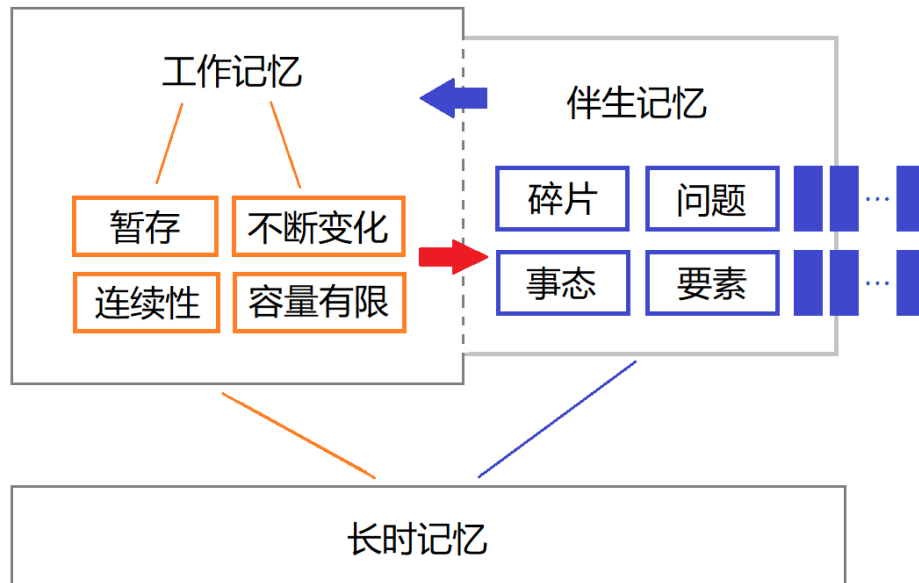 工作记忆
伴生记忆
暂存
不断变化
连续性
容量有限
碎片
问题
…
事态
要素
…
长时记忆